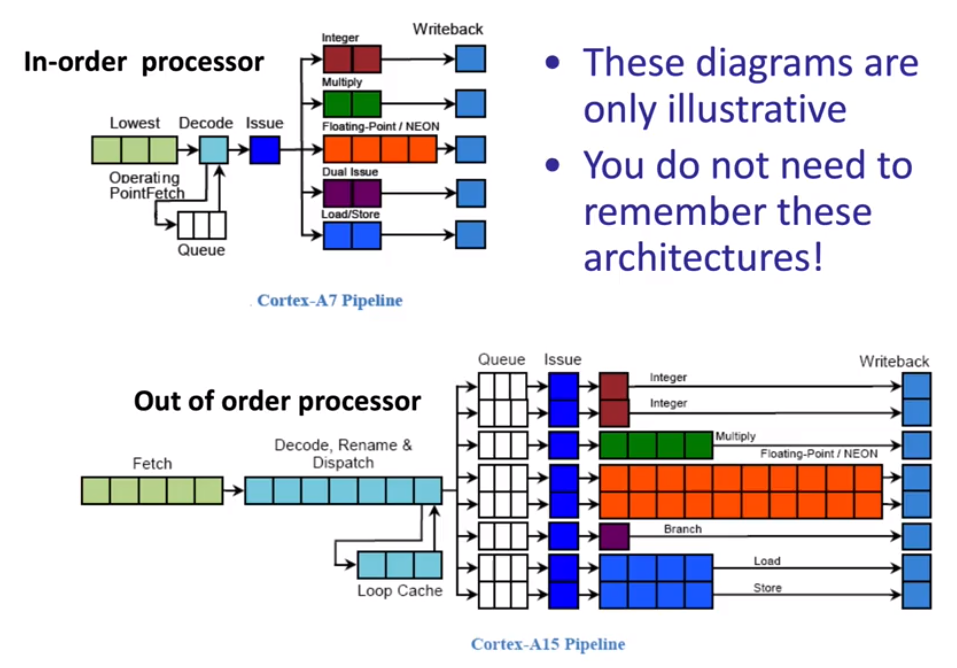 In-order processor
Lowest
Operating
PointFetch
Decode
Issue
Queue
Integer
Multiply
Floating-Point / NEON
Dual Issue
Load/Store
Writeback
. Cortex-A7 Pipeline
• These diagrams are
only illustrative
• You do not need to
remember these
architectures!
Out of order processor
Fetch
Decode, Rename &
Dispatch
Loop Cache
Queue
Issue
Writeback
Integer
Integer
Multiply
Floating-Point / NEON
Branch
Load
Store
Cortex-A15 Pipeline